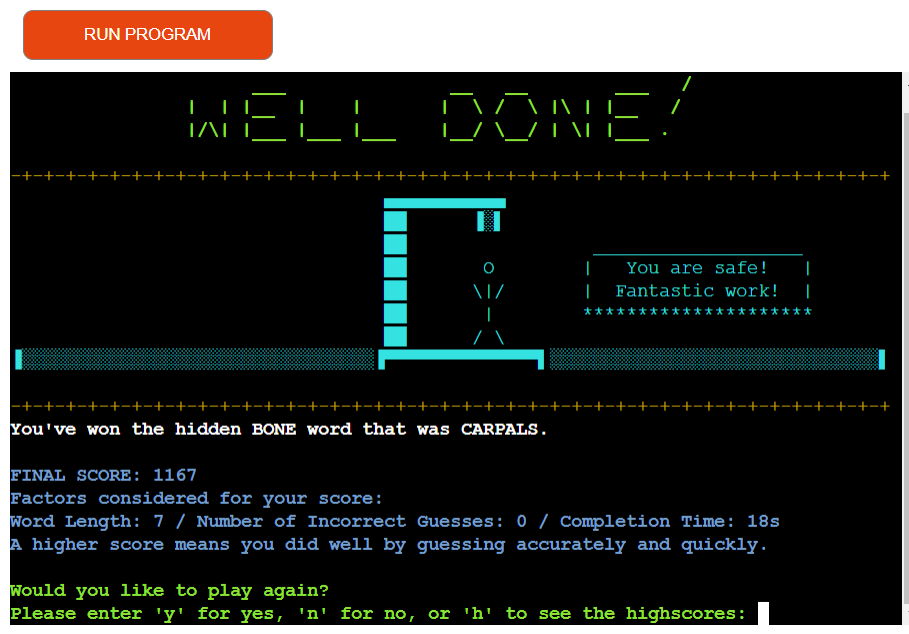 RUN PROGRAM
WELL DONE!
You are safe!
Fantastic work!
You've won the hidden BONE word that was CARPALS.
FINAL SCORE: 1167
Factors considered for your score:
Word Length: 7 / Number of Incorrect Guesses: 0 / Completion Time: 18s
A higher score means you did well by guessing accurately and quickly.
Would you like to play again?
Please enter 'y' for yes, 'n' for no, or 'h' to see the highscores: